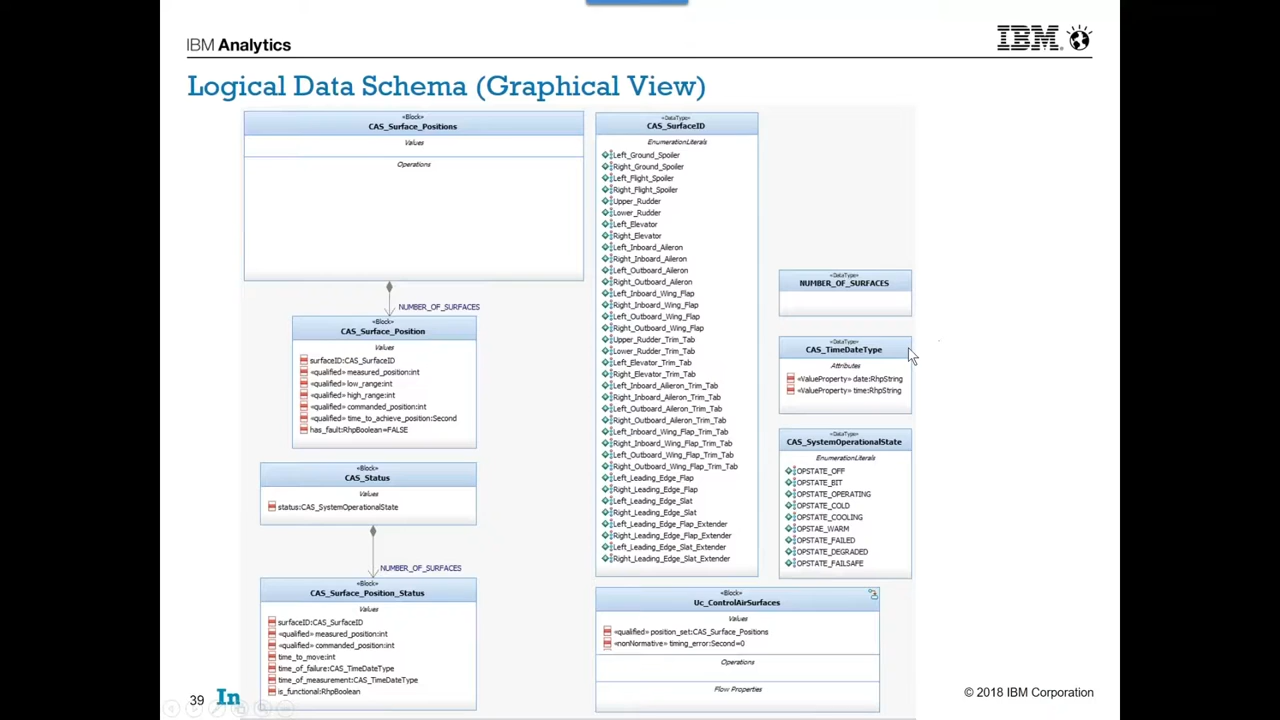 IBM Analytics
IBM
Logical Data Schema (Graphical View)
«Block»
CAS_Surface_Positions
Values
Operations
NUMBER_OF_SURFACES
«Block»
CAS_Surface_Position
Values
surfaceID:CAS_SurfaceID
«qualified» measured_position:int
«qualified» low_range:int
«qualified» high_range:int
«qualified» commanded_position:int
«qualified» time_to_achieve_position:Second
has_fault:RhpBoolean=FALSE
«Block»
CAS_Status
Values
status:CAS_SystemOperationalState
NUMBER_OF_SURFACES
«Block»
CAS_Surface_Position_Status
Values
surfaceID:CAS_SurfaceID
«qualified» measured_position:int
«qualified» commanded_position:int
time_to_move:int
time_of_failure:CAS_TimeDateType
time_of_measurement:CAS_TimeDateType
is_functional:RhpBoolean
«DataType»
CAS_SurfaceID
EnumerationLiterals
Left_Ground_Spoiler
Right_Ground_Spoiler
Left_Flight_Spoiler
Right_Flight_Spoiler
Upper_Rudder
Lower_Rudder
Left_Elevator
Right_Elevator
Left_Inboard_Aileron
Right_Inboard_Aileron
Left_Outboard_Aileron
Right_Outboard_Aileron
Left_Inboard_Wing_Flap
Right_Inboard_Wing_Flap
Left_Outboard_Wing_Flap
Right_Outboard_Wing_Flap
Upper_Rudder_Trim_Tab
Lower_Rudder_Trim_Tab
Left_Elevator_Trim_Tab
Right_Elevator_Trim_Tab
Left_Inboard_Aileron_Trim_Tab
Right_Inboard_Aileron_Trim_Tab
Left_Outboard_Aileron_Trim_Tab
Right_Outboard_Aileron_Trim_Tab
Left_Inboard_Wing_Flap_Trim_Tab
Right_Inboard_Wing_Flap_Trim_Tab
Left_Outboard_Wing_Flap_Trim_Tab
Right_Outboard_Wing_Flap_Trim_Tab
Left_Leading_Edge_Flap
Right_Leading_Edge_Flap
Left_Leading_Edge_Slat
Right_Leading_Edge_Slat
Left_Leading_Edge_Flap_Extender
Right_Leading_Edge_Flap_Extender
Left_Leading_Edge_Slat_Extender
Right_Leading_Edge_Slat_Extender
«DataType»
NUMBER_OF_SURFACES
«DataType»
CAS_TimeDateType
Attributes
«ValueProperty» date:RhpString
«ValueProperty» time:RhpString
«DataType»
CAS_SystemOperationalState
EnumerationLiterals
OPSTATE_OFF
OPSTATE_BIT
OPSTATE_OPERATING
OPSTATE_COLD
OPSTATE_COOLING
OPSTAE_WARM
OPSTATE_FAILED
OPSTATE_DEGRADED
OPSTATE_FAILSAFE
«Block»
Uc_ControlAirSurfaces
Values
«qualified» position_set:CAS_Surface_Positions
«nonNormative» timing_error:Second=0
Operations
Flow Properties
39
In
© 2018 IBM Corporation